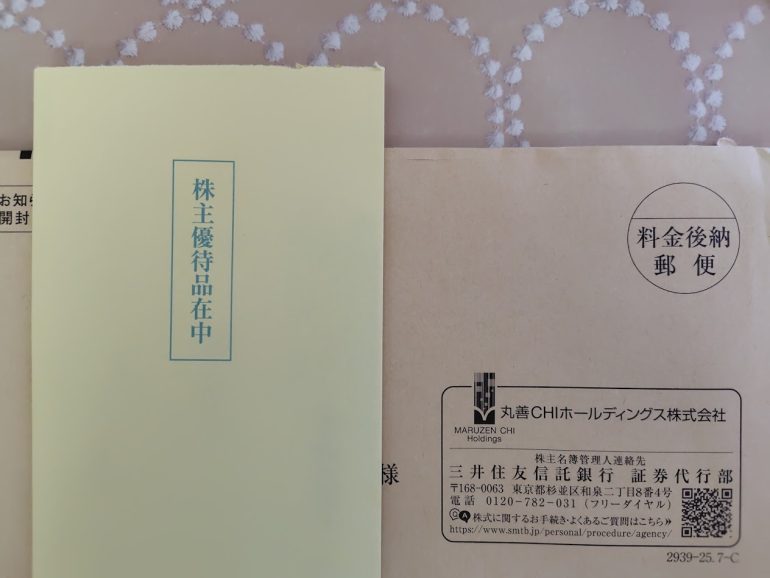 株主優待品在中
お知ら
開封
料金後納
郵便
MARUZEN CHI
Holdings
丸善CHIホールディングス株式会社
株主名簿管理人連絡先
三井住友信託銀行 証券代行部
〒168-0063 東京都杉並区和泉二丁目8番4号
電話 0120-782-031 (フリーダイヤル)
QA 株式に関するお手続き・よくあるご質問はこちら»
https://www.smtb.jp/personal/procedure/agency/
様
2939-25.7-C